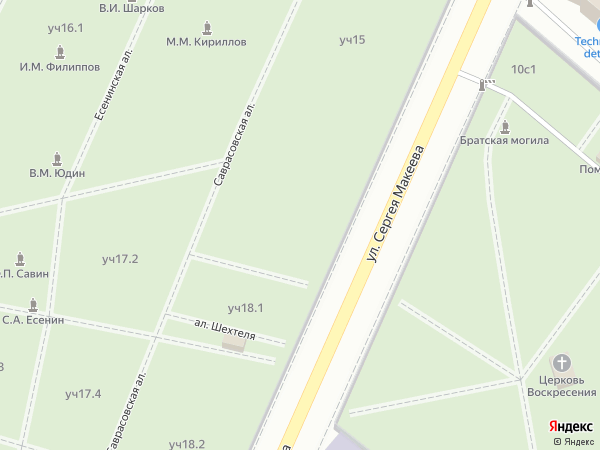 В.И. Шарков
уч16.1
М.М. Кириллов
уч15
И.М. Филиппов
Есенинская ал.
Саврасовская ал.
10с1
Братская могила
ул. Сергея Макеева
В.М. Юдин
уч17.2
.П. Савин
С.А. Есенин
уч18.1
ал. Шехтеля
Саврасовская ал.
уч17.4
уч18.2
Церковь
Воскресения
Яндекс
© Яндекс